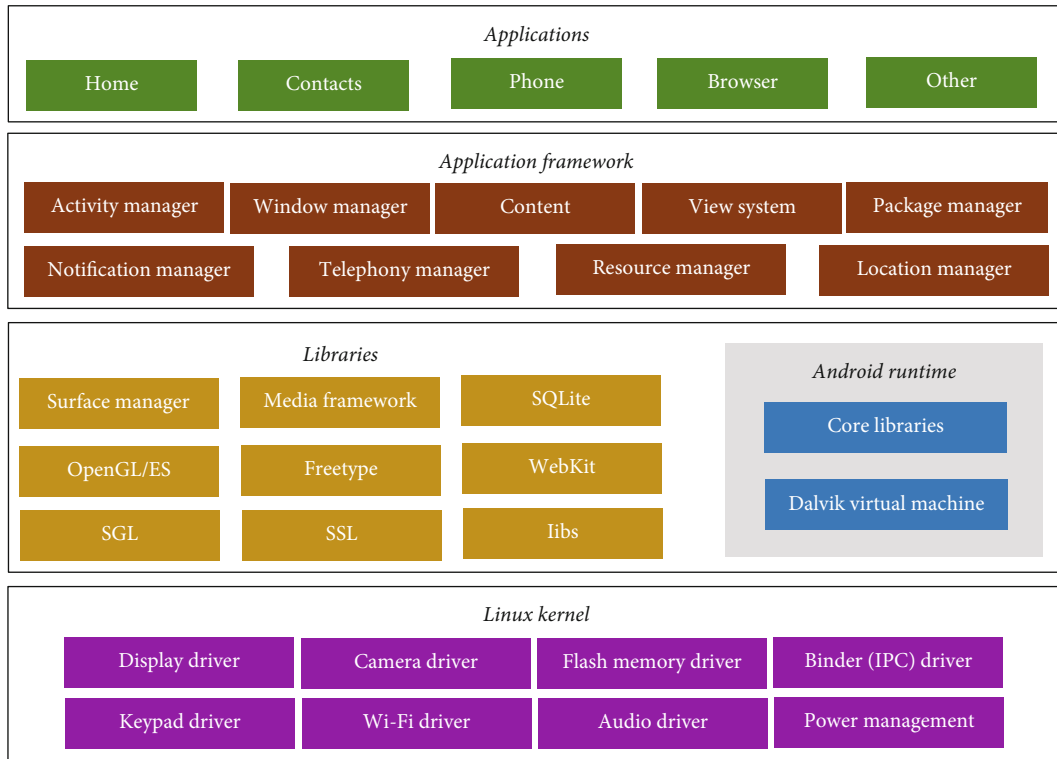 Applications
Home
Contacts
Phone
Browser
Other
Application framework
Activity manager
Window manager
Content
View system
Package manager
Notification manager
Telephony manager
Resource manager
Location manager
Libraries
Surface manager
Media framework
SQLite
OpenGL/ES
Freetype
WebKit
SGL
SSL
Iibs
Android runtime
Core libraries
Dalvik virtual machine
Linux kernel
Display driver
Camera driver
Flash memory driver
Binder (IPC) driver
Keypad driver
Wi-Fi driver
Audio driver
Power management